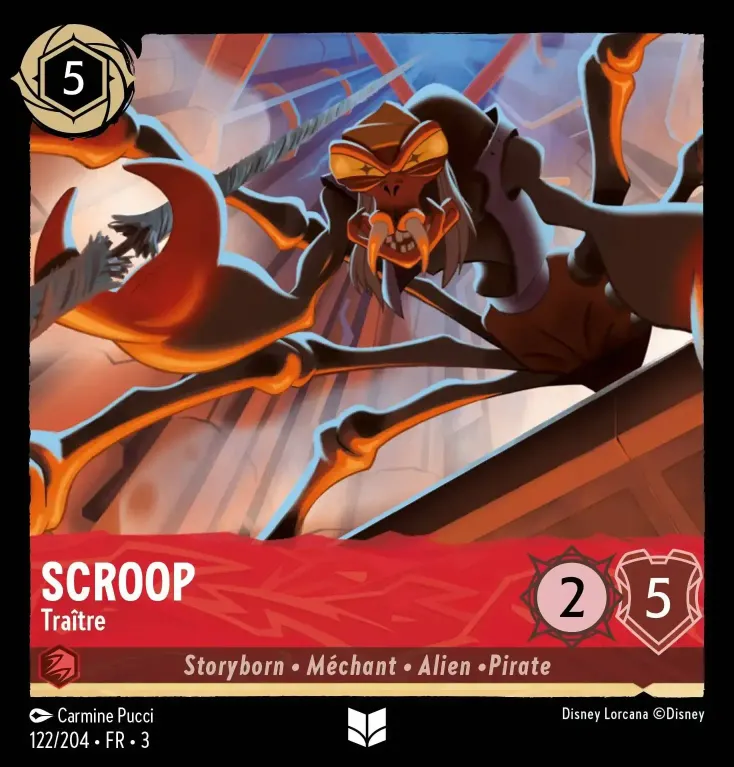 5
SCROOP
Traître
2
5
Storyborn • Méchant • Alien •Pirate
Carmine Pucci
Disney Lorcana ©Disney
122/204 • FR • 3